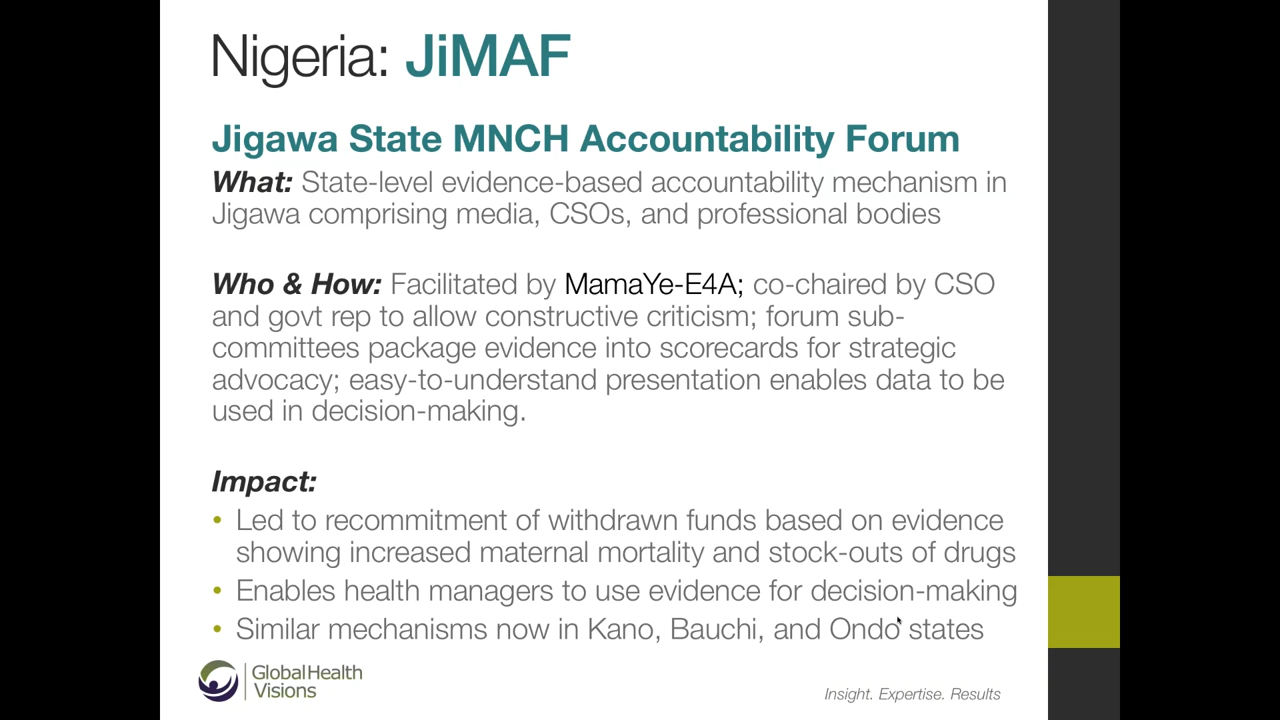 Nigeria: JiMAF
Jigawa State MNCH Accountability Forum
What: State-level evidence-based accountability mechanism in
Jigawa comprising media, CSOs, and professional bodies
Who & How: Facilitated by MamaYe-E4A; co-chaired by CSO
and govt rep to allow constructive criticism; forum sub-
committees package evidence into scorecards for strategic
advocacy; easy-to-understand presentation enables data to be
used in decision-making.
Impact:
• Led to recommitment of withdrawn funds based on evidence
showing increased maternal mortality and stock-outs of drugs
• Enables health managers to use evidence for decision-making
• Similar mechanisms now in Kano, Bauchi, and Ondo states
GlobalHealth
Visions
Insight. Expertise. Results